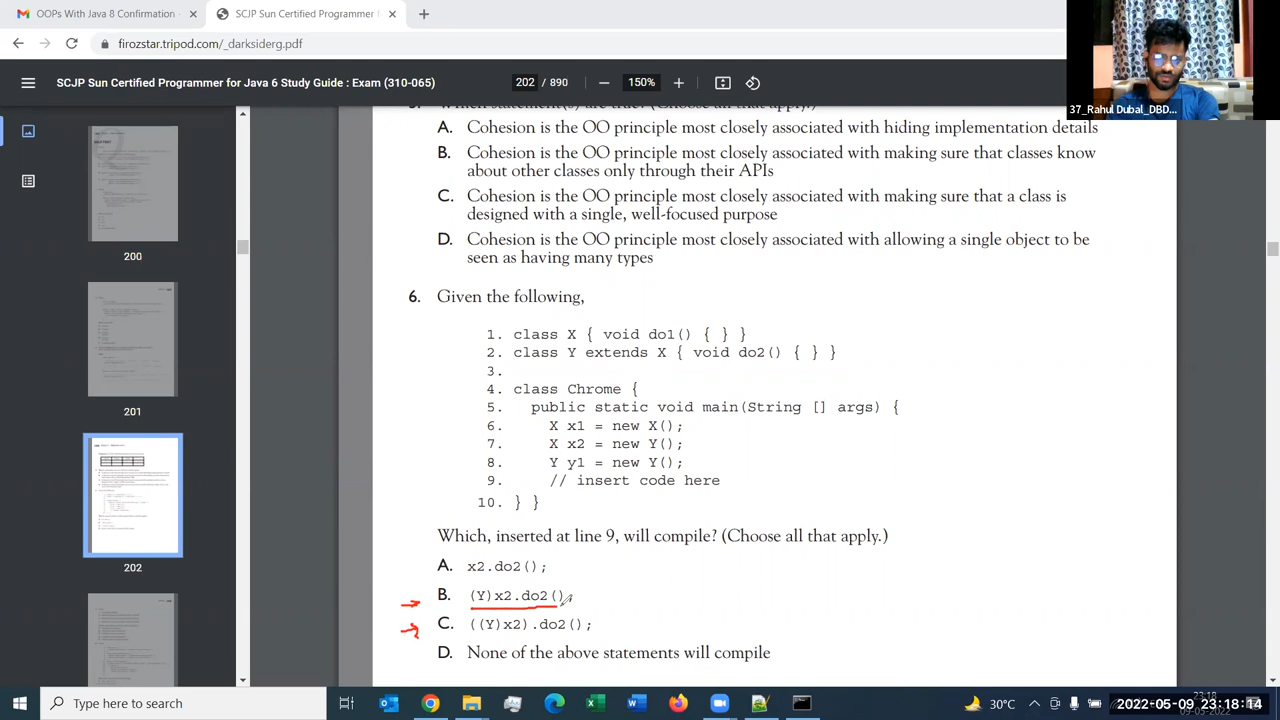 OOPs With Java 8 Confirmation
SCJP Sun Certified Programmer
firozstar.tripod.com/_darksiderg.pdf
SCJP Sun Certified Programmer for Java 6 Study Guide : Exam (310-065)
202 / 890
150%
37_Rahul Dubal_DBD...
A. Cohesion is the OO principle most closely associated with hiding implementation details
B. Cohesion is the OO principle most closely associated with making sure that classes know
about other classes only through their APIs
C. Cohesion is the OO principle most closely associated with making sure that a class is
designed with a single, well-focused purpose
D. Cohesion is the OO principle most closely associated with allowing a single object to be
seen as having many types
6. Given the following,
1. class X { void do1() { } }
2. class Y extends X { void do2() { } }
3.
4. class Chrome {
5. public static void main(String [] args) {
6. X x1 = new X();
7. X x2 = new Y();
8. Y y1 = new Y();
9. // insert code here
10. } }
Which, inserted at line 9, will compile? (Choose all that apply.)
A. x2.do2();
B. (Y)x2.do2();
C. ((Y)x2).do2();
D. None of the above statements will compile
200
201
202
Type here to search
30°C
23:18
09-05-2022
2022-05-09 23:18:14